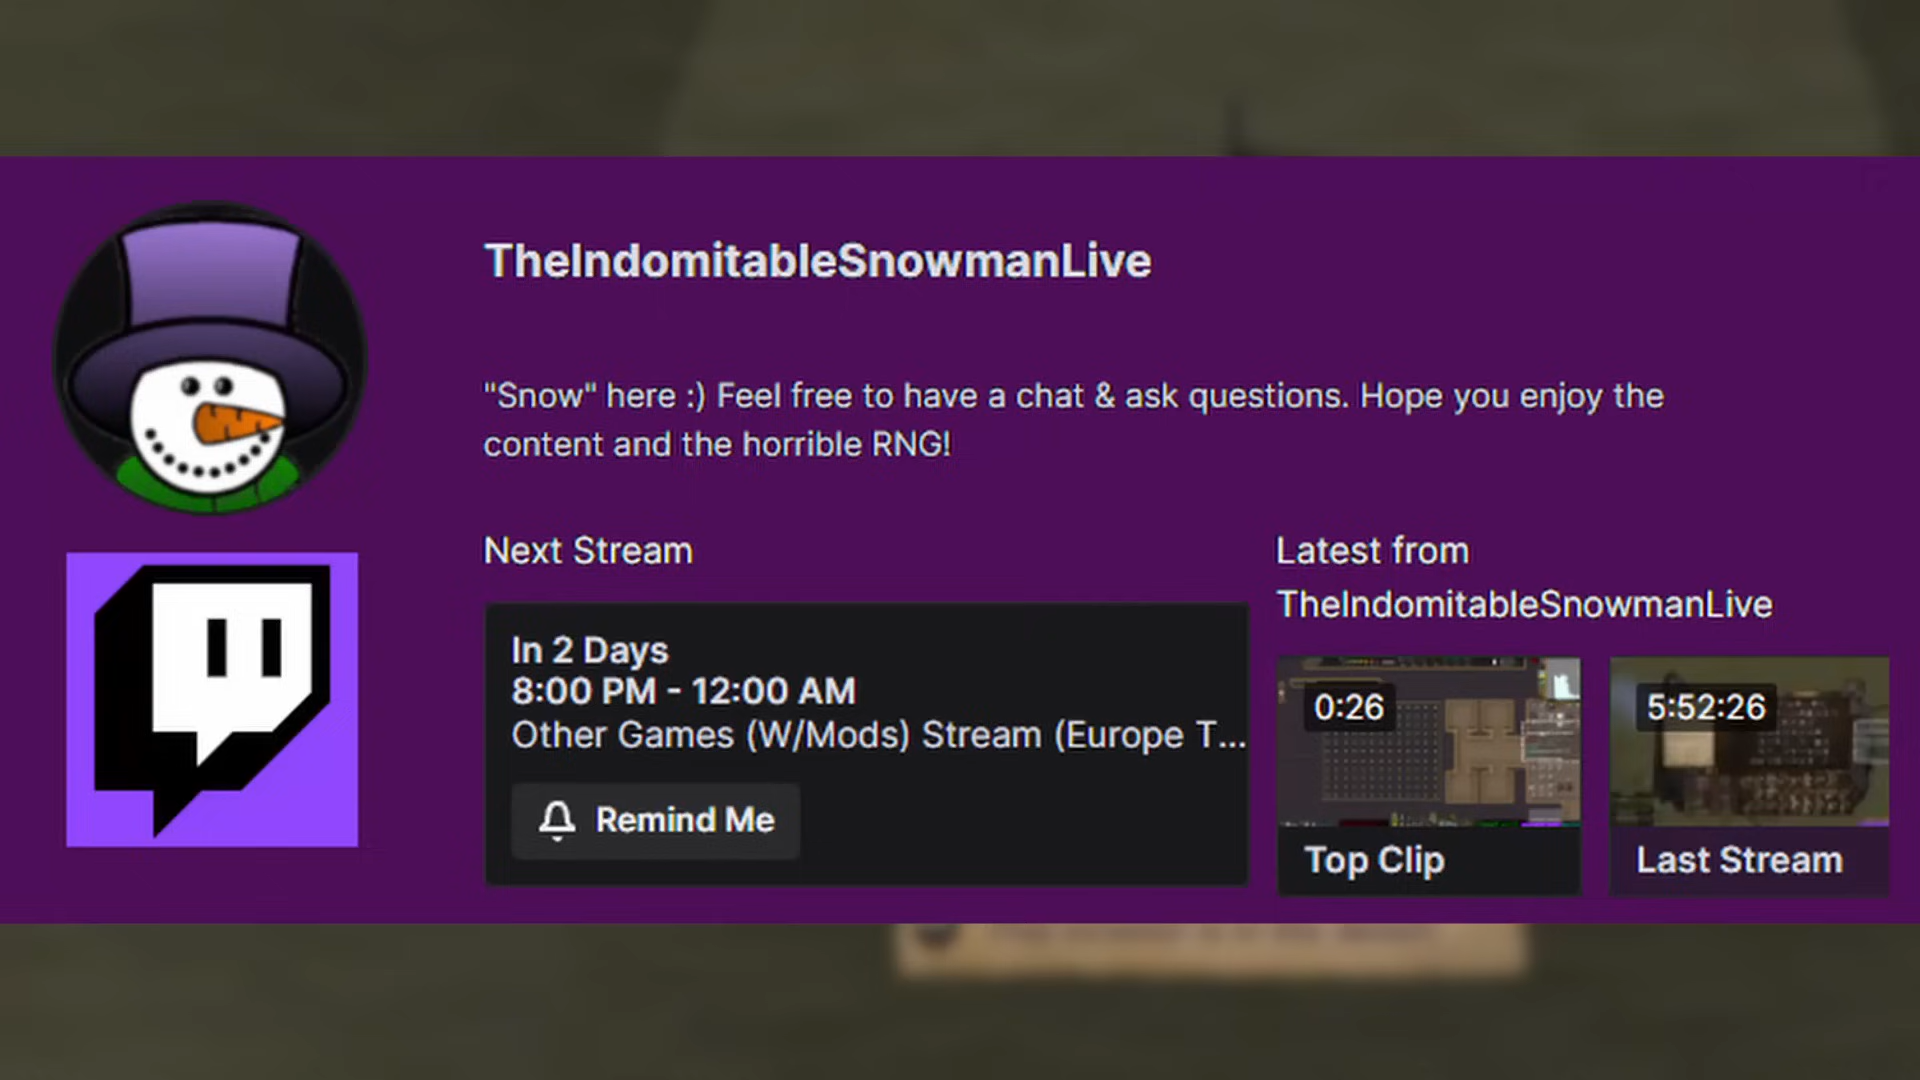 TheIndomitableSnowmanLive
"Snow" here :) Feel free to have a chat & ask questions. Hope you enjoy the
content and the horrible RNG!
Next Stream
In 2 Days
8:00 PM - 12:00 AM
Other Games (W/Mods) Stream (Europe T...
Remind Me
Latest from
TheIndomitableSnowmanLive
0:26
Top Clip
5:52:26
Last Stream